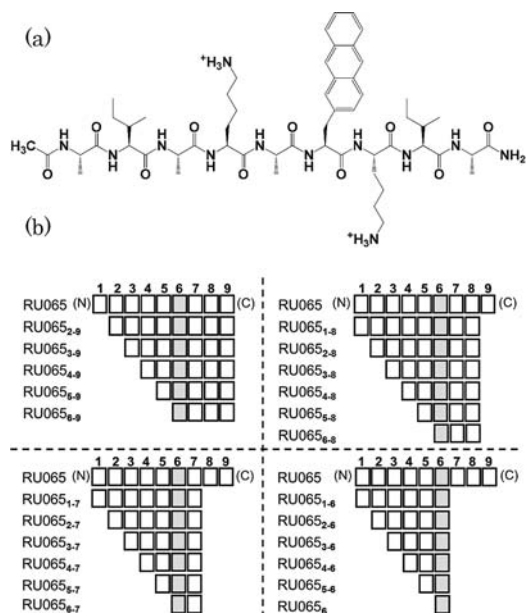 (a)
⁺H₃N
H O H O H O H O H O
H₃C N N N N N N N N N NH₂
O H O H O H O H O
⁺H₃N
(b)
1 2 3 4 5 6 7 8 9
RU065 (N) (C)
RU065₂₋₉
RU065₃₋₉
RU065₄₋₉
RU065₅₋₉
RU065₆₋₉
1 2 3 4 5 6 7 8 9
RU065 (N) (C)
RU065₁₋₈
RU065₂₋₈
RU065₃₋₈
RU065₄₋₈
RU065₅₋₈
RU065₆₋₈
1 2 3 4 5 6 7 8 9
RU065 (N) (C)
RU065₁₋₇
RU065₂₋₇
RU065₃₋₇
RU065₄₋₇
RU065₅₋₇
RU065₆₋₇
1 2 3 4 5 6 7 8 9
RU065 (N) (C)
RU065₁₋₆
RU065₂₋₆
RU065₃₋₆
RU065₄₋₆
RU065₅₋₆
RU065₆